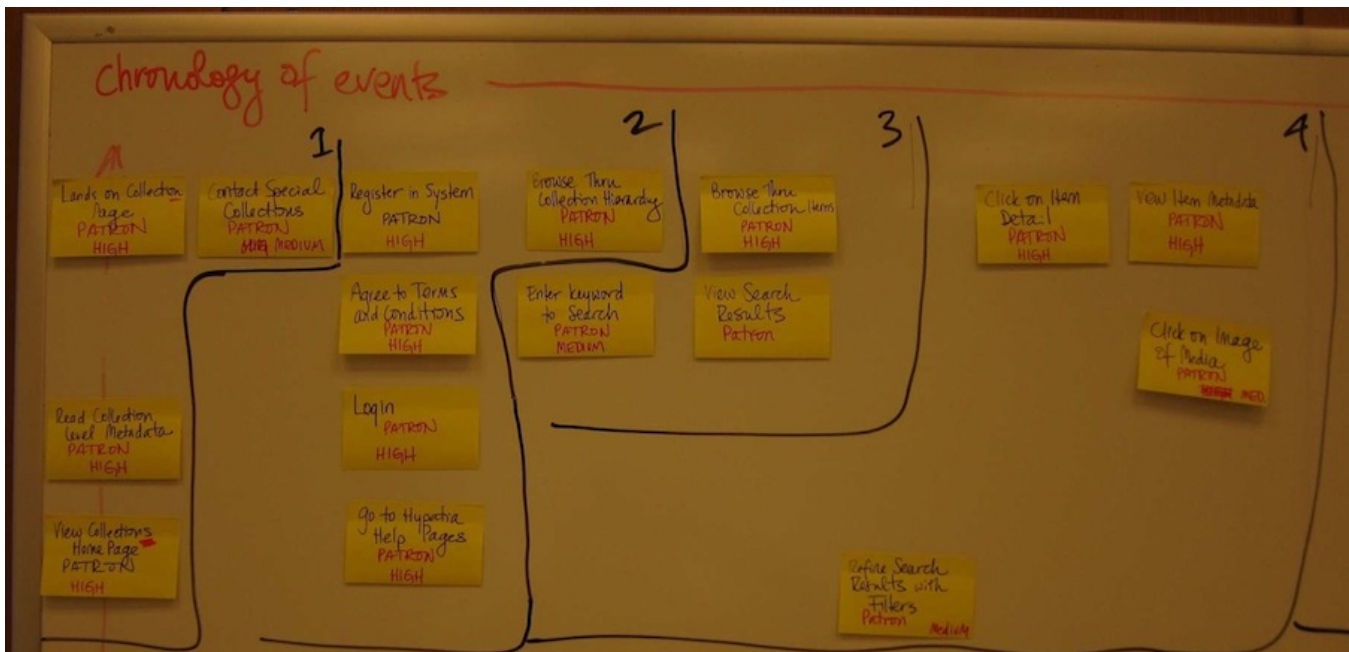 chronology of events
1
2
3
4
Lands on Collection
Page
PATRON
HIGH
Contact Special
Collections
PATRON
MEDIUM
Register in System
PATRON
HIGH
Browse Thru
Collection Hierarchy
PATRON
HIGH
Browse Thru
Collection Items
PATRON
HIGH
Click on Item
Detail
PATRON
HIGH
View Item Metadata
PATRON
HIGH
Agree to Terms
and Conditions
PATRON
HIGH
Enter keyword
to Search
PATRON
MEDIUM
View Search
Results
Patron
Click on Image
of Media
PATRON
MED
Read Collection
Level Metadata
PATRON
HIGH
Login
PATRON
HIGH
View Collections
Home Page
PATRON
HIGH
Go to Hypatia
Help Pages
PATRON
HIGH
Refine Search
Results with
Filters
Patron
MEDIUM